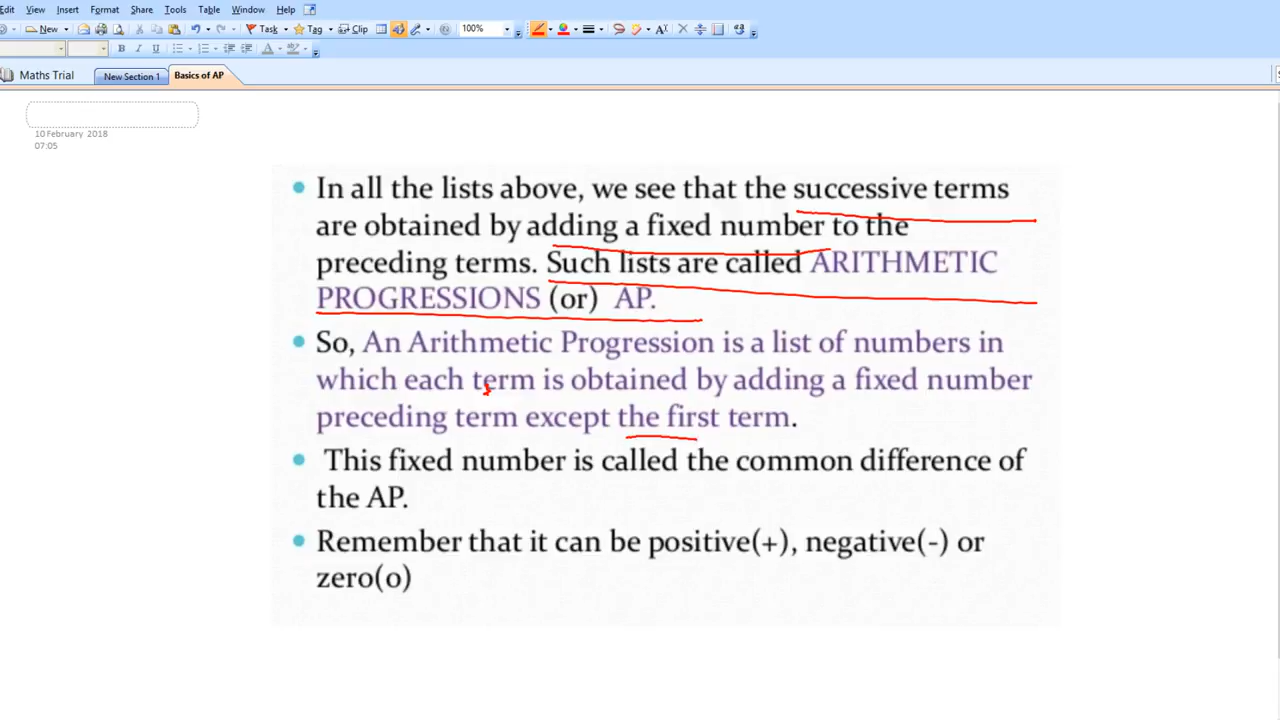 Edit View Insert Format Share Tools Table Window Help
New Task Tag Clip 100%
B I U A
Maths Trial New Section 1 Basics of AP
10 February 2018
07:05
• In all the lists above, we see that the successive terms
are obtained by adding a fixed number to the
preceding terms. Such lists are called ARITHMETIC
PROGRESSIONS (or) AP.
• So, An Arithmetic Progression is a list of numbers in
which each term is obtained by adding a fixed number
preceding term except the first term.
• This fixed number is called the common difference of
the AP.
• Remember that it can be positive(+), negative(-) or
zero(0)